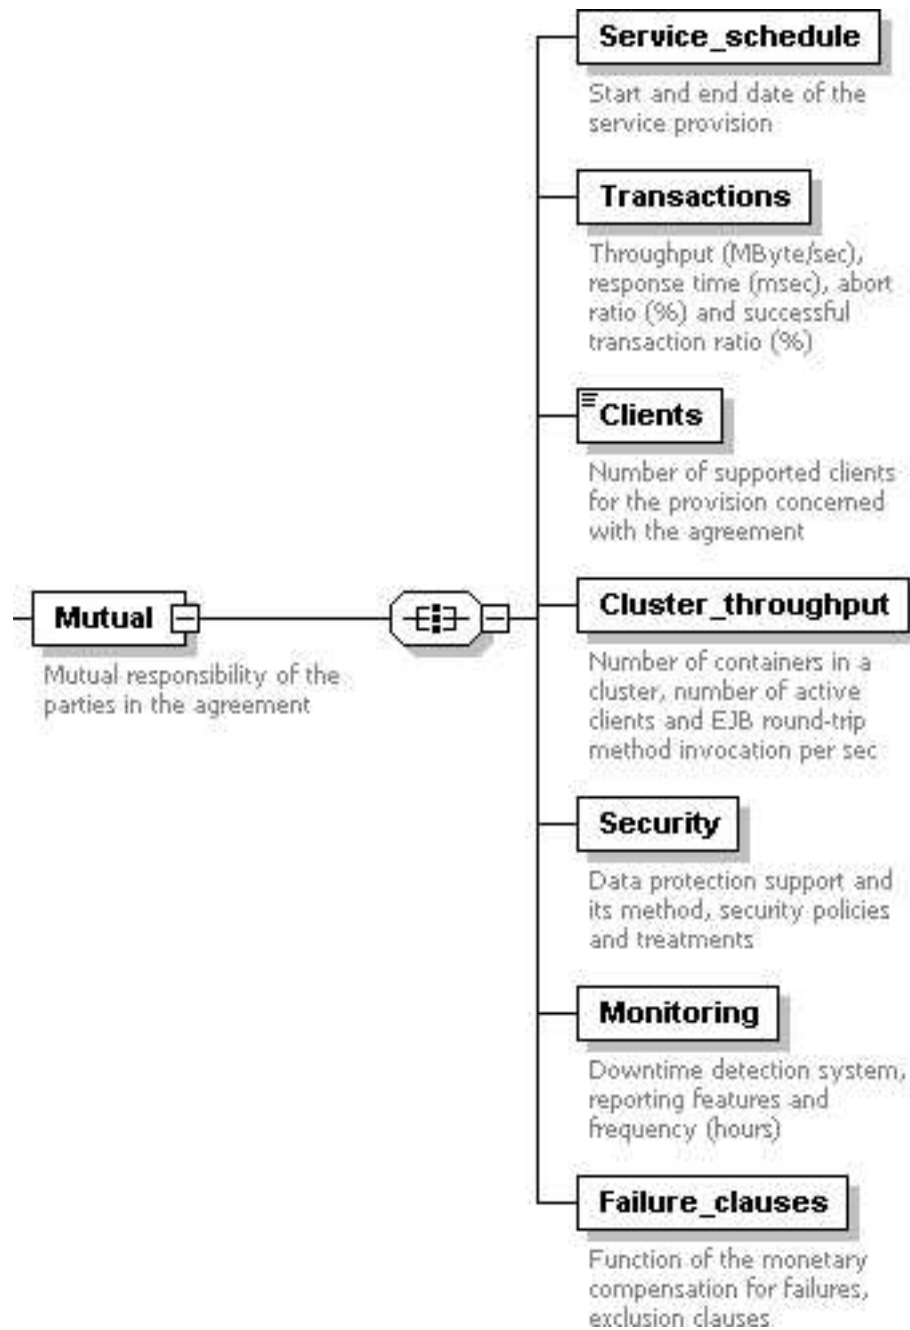 Service_schedule
Start and end date of the
service provision
Transactions
Throughput (MByte/sec),
response time (msec), abort
ratio (%) and successful
transaction ratio (%)
Clients
Number of supported clients
for the provision concerned
with the agreement
Mutual
Mutual responsibility of the
parties in the agreement
Cluster_throughput
Number of containers in a
cluster, number of active
clients and EJB round-trip
method invocation per sec
Security
Data protection support and
its method, security policies
and treatments
Monitoring
Downtime detection system,
reporting features and
frequency (hours)
Failure_clauses
Function of the monetary
compensation for failures,
exclusion clauses